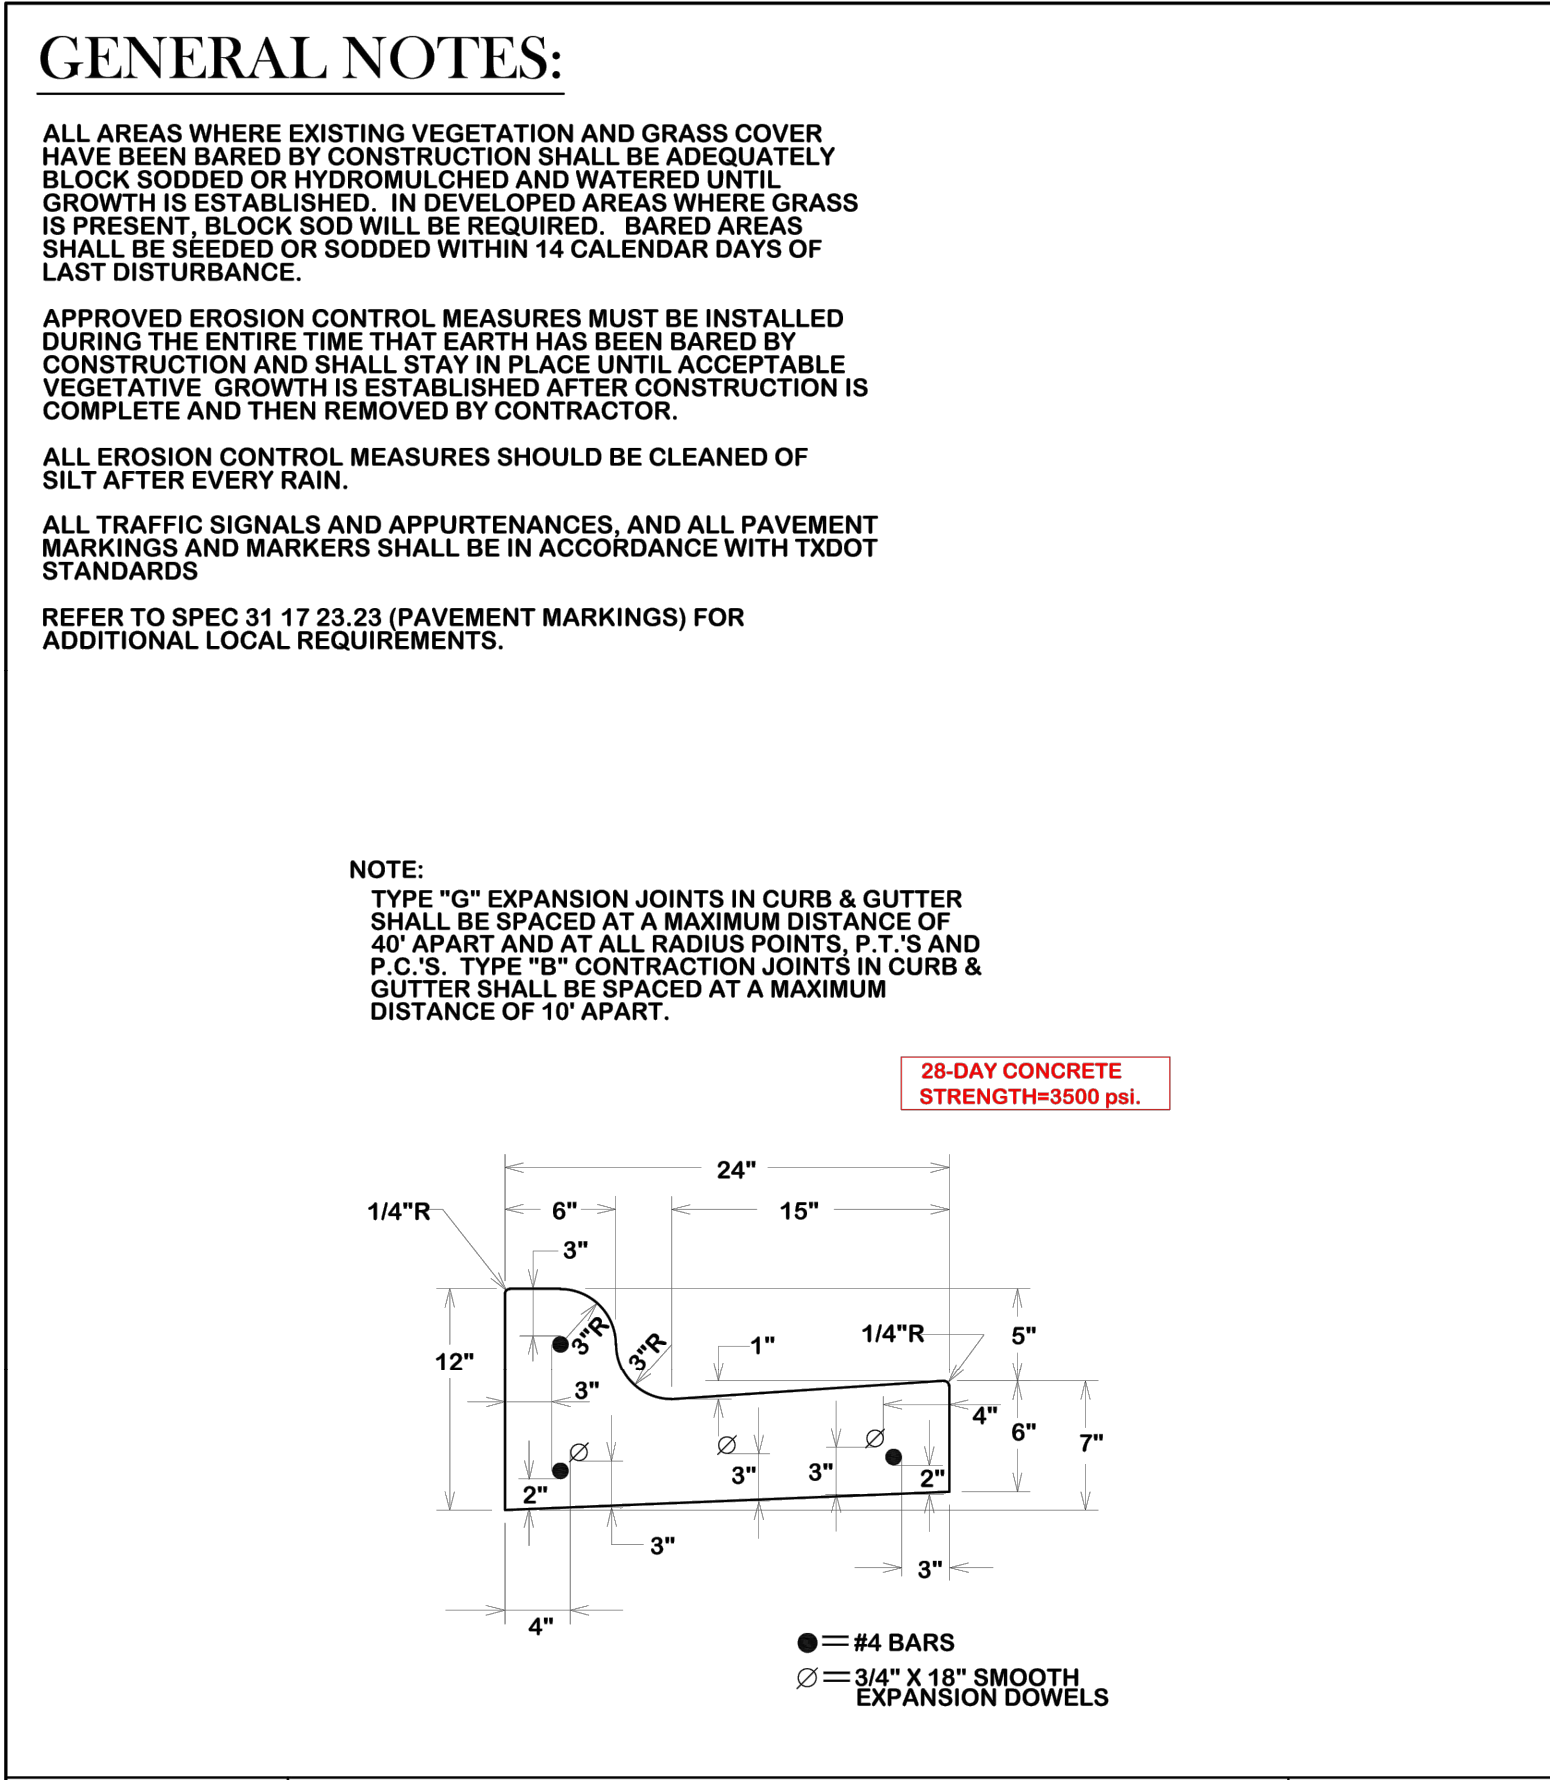 GENERAL NOTES:
ALL AREAS WHERE EXISTING VEGETATION AND GRASS COVER
HAVE BEEN BARED BY CONSTRUCTION SHALL BE ADEQUATELY
BLOCK SODDED OR HYDROMULCHED AND WATERED UNTIL
GROWTH IS ESTABLISHED.  IN DEVELOPED AREAS WHERE GRASS
IS PRESENT, BLOCK SOD WILL BE REQUIRED.   BARED AREAS
SHALL BE SEEDED OR SODDED WITHIN 14 CALENDAR DAYS OF
LAST DISTURBANCE.
APPROVED EROSION CONTROL MEASURES MUST BE INSTALLED
DURING THE ENTIRE TIME THAT EARTH HAS BEEN BARED BY
CONSTRUCTION AND SHALL STAY IN PLACE UNTIL ACCEPTABLE
VEGETATIVE  GROWTH IS ESTABLISHED AFTER CONSTRUCTION IS
COMPLETE AND THEN REMOVED BY CONTRACTOR.
ALL EROSION CONTROL MEASURES SHOULD BE CLEANED OF
SILT AFTER EVERY RAIN.
ALL TRAFFIC SIGNALS AND APPURTENANCES, AND ALL PAVEMENT
MARKINGS AND MARKERS SHALL BE IN ACCORDANCE WITH TXDOT
STANDARDS
REFER TO SPEC 31 17 23.23 (PAVEMENT MARKINGS) FOR
ADDITIONAL LOCAL REQUIREMENTS.
NOTE:
TYPE "G" EXPANSION JOINTS IN CURB & GUTTER
SHALL BE SPACED AT A MAXIMUM DISTANCE OF
40' APART AND AT ALL RADIUS POINTS, P.T.'S AND
P.C.'S.  TYPE "B" CONTRACTION JOINTS IN CURB &
GUTTER SHALL BE SPACED AT A MAXIMUM
DISTANCE OF 10' APART.
28-DAY CONCRETE
STRENGTH=3500 psi.
24"
1/4"R
6"
15"
3"
3"R
3"R
1"
1/4"R
5"
12"
3"
4"
6"
7"
3"
3"
2"
2"
3"
3"
4"
= #4 BARS
= 3/4" X 18" SMOOTH
EXPANSION DOWELS